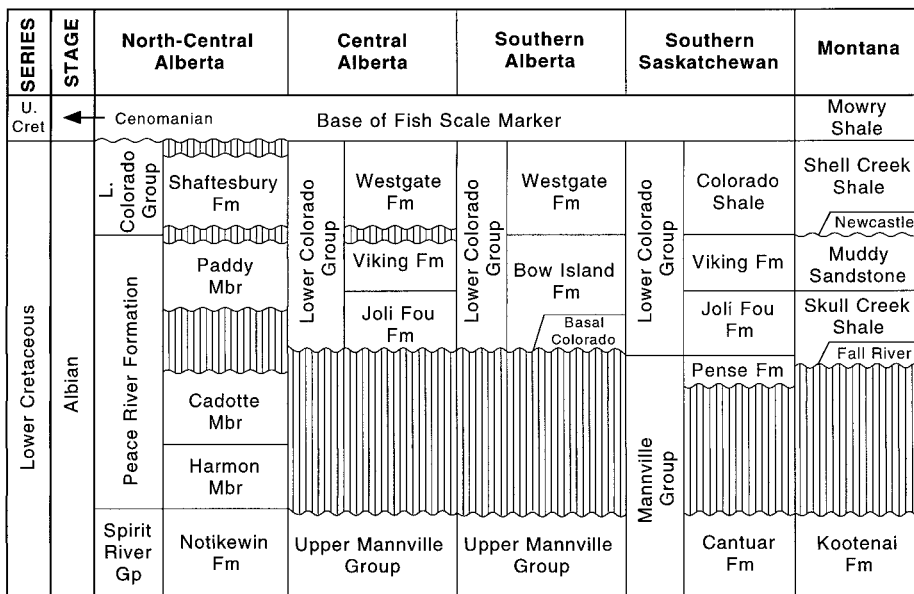 SERIES
STAGE
North-Central
Alberta
Central
Alberta
Southern
Alberta
Southern
Saskatchewan
Montana
U.
Cret
Cenomanian
Base of Fish Scale Marker
Mowry
Shale
Lower Cretaceous
Albian
L.
Colorado
Group
Shaftesbury
Fm
Peace River Formation
Paddy
Mbr
Cadotte
Mbr
Harmon
Mbr
Spirit
River
Gp
Notikewin
Fm
Lower Colorado
Group
Westgate
Fm
Viking Fm
Joli Fou
Fm
Upper Mannville
Group
Lower Colorado
Group
Westgate
Fm
Bow Island
Fm
Basal
Colorado
Upper Mannville
Group
Lower Colorado
Group
Colorado
Shale
Viking Fm
Joli Fou
Fm
Mannville
Group
Pense Fm
Cantuar
Fm
Shell Creek
Shale
Newcastle
Muddy
Sandstone
Skull Creek
Shale
Fall River
Kootenai
Fm